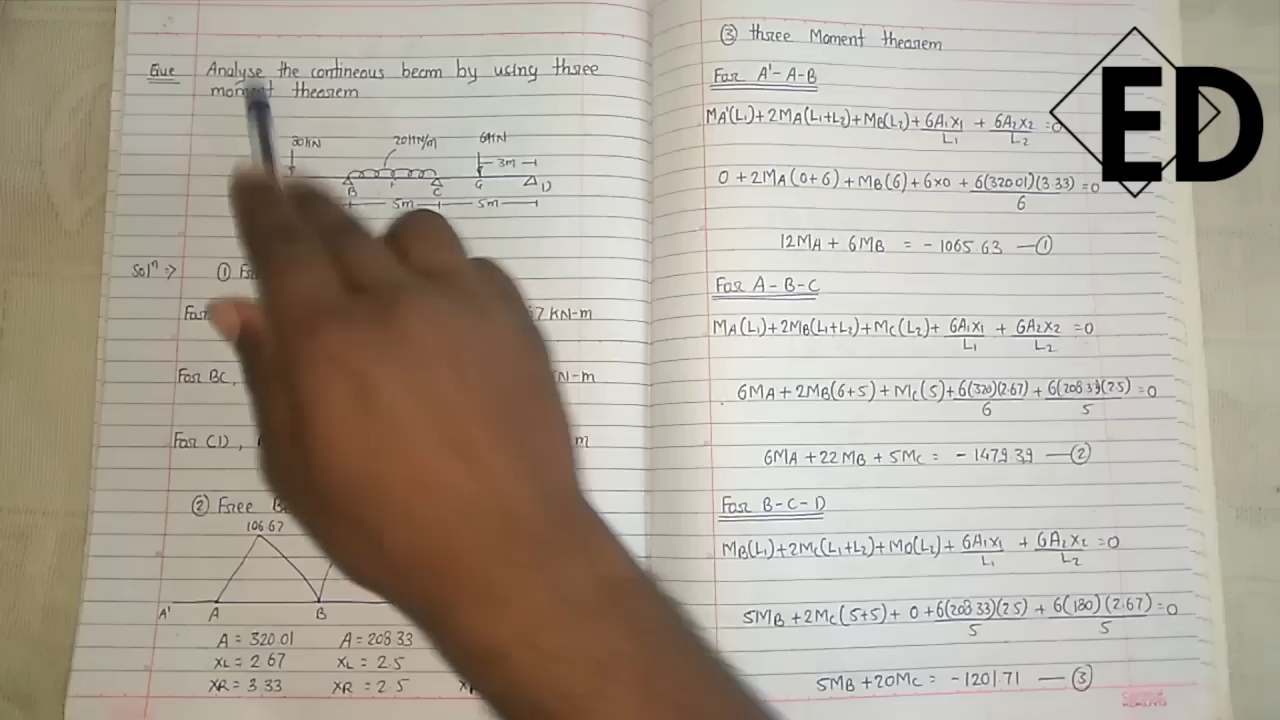 Que Analyse the contineous beam by using three
moment theorem
80KN 20KN/m 6KN
3m
B C G D
5m 5m
Solⁿ ⇒ ①
For 67 KN-m
For BC, N-m
For CD, m
② Free Be
106.67
A' A B
A = 320.01 A = 208.33
XL = 2.67 XL = 2.5
XR = 3.33 XR = 2.5 XR
③ three Moment theorem
For A'-A-B
MA'(L1)+2MA(L1+L2)+MB(L2)+6A1X1/L1 + 6A2X2/L2 =0
0 + 2MA(0+6) + MB(6) + 6x0 + 6(320.01)(3.33)/6 =0
12MA + 6MB = -1065.63 —①
For A-B-C
MA(L1)+2MB(L1+L2)+MC(L2)+6A1X1/L1 + 6A2X2/L2 =0
6MA+2MB(6+5)+MC(5)+6(320)(2.67)/6 +6(208.33)(2.5)/5 =0
6MA+22MB+5MC = -1479.39 —②
For B-C-D
MB(L1)+2MC(L1+L2)+MD(L2)+6A1X1/L1 +6A2X2/L2 =0
5MB+2MC(5+5)+0+6(208.33)(2.5)/5 +6(180)(2.67)/5 =0
5MB+20MC = -1201.71 —③
ED